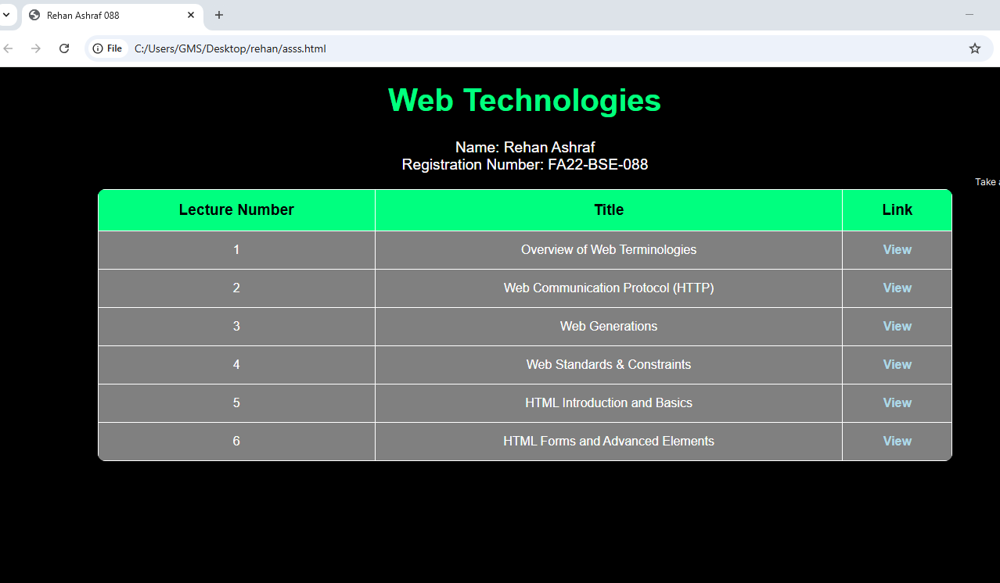 Rehan Ashraf 088
File C:/Users/GMS/Desktop/rehan/asss.html
Web Technologies
Name: Rehan Ashraf
Registration Number: FA22-BSE-088
Take
Lecture Number Title Link
1 Overview of Web Terminologies View
2 Web Communication Protocol (HTTP) View
3 Web Generations View
4 Web Standards & Constraints View
5 HTML Introduction and Basics View
6 HTML Forms and Advanced Elements View